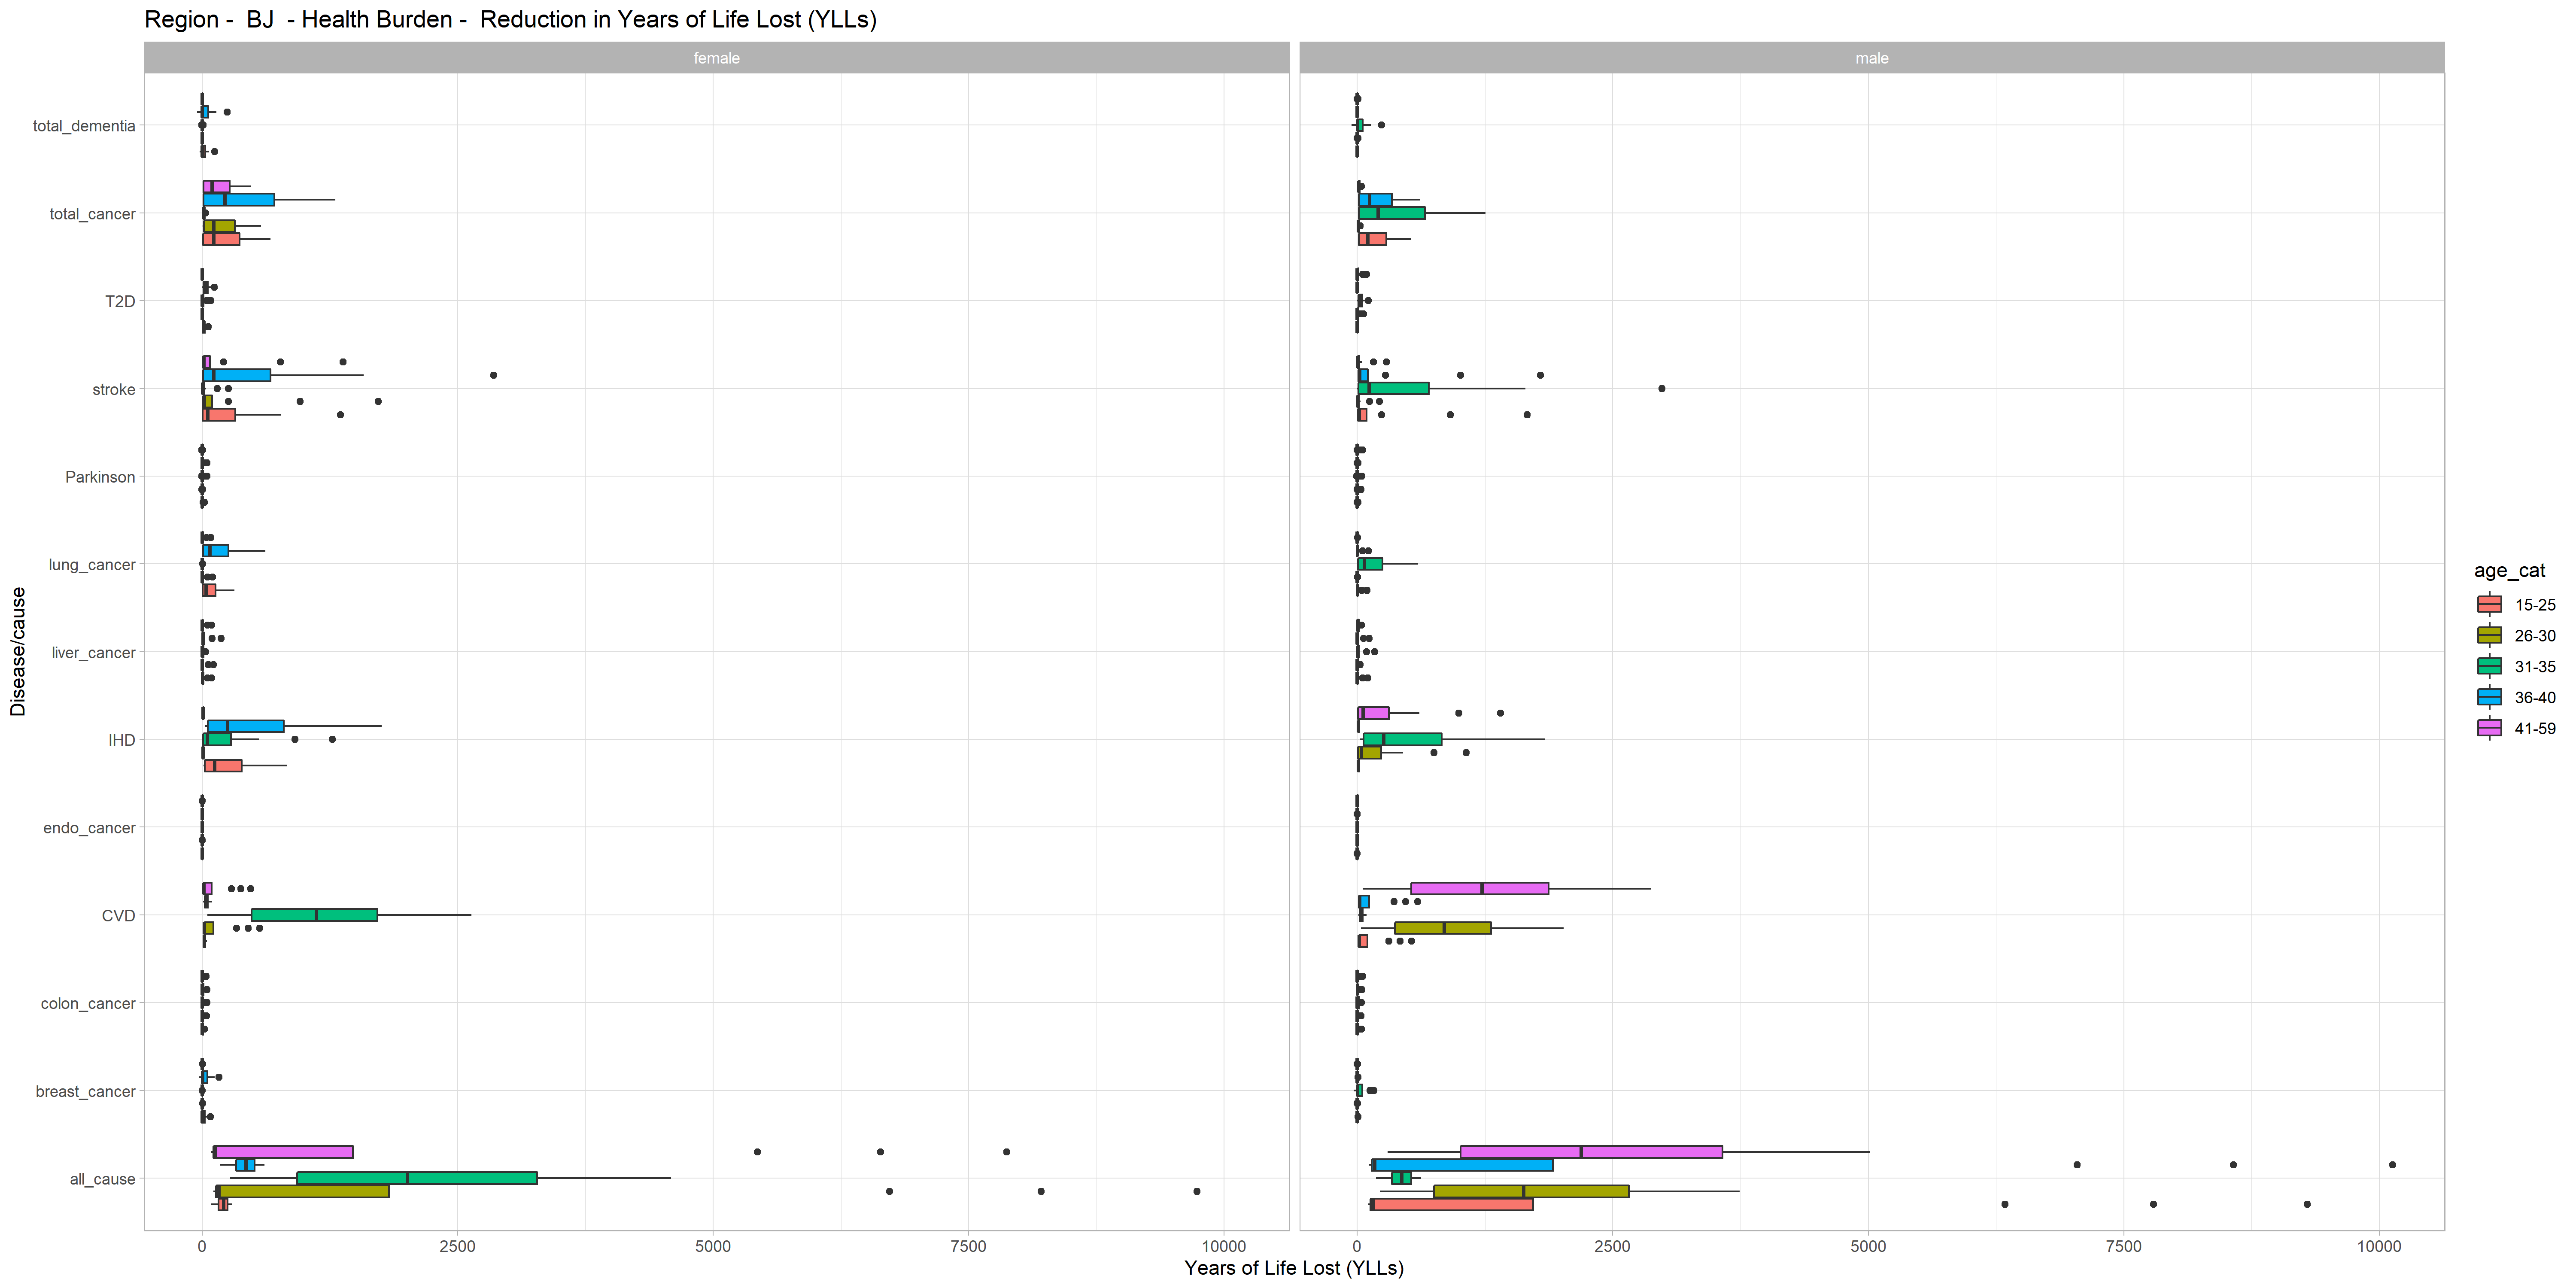 Region -  BJ  - Health Burden -  Reduction in Years of Life Lost (YLLs)
female
male
total_dementia
total_cancer
T2D
stroke
Parkinson
lung_cancer
liver_cancer
IHD
endo_cancer
CVD
colon_cancer
breast_cancer
all_cause
Disease/cause
0 2500 5000 7500 10000
0 2500 5000 7500 10000
Years of Life Lost (YLLs)
age_cat
15-25
26-30
31-35
36-40
41-59